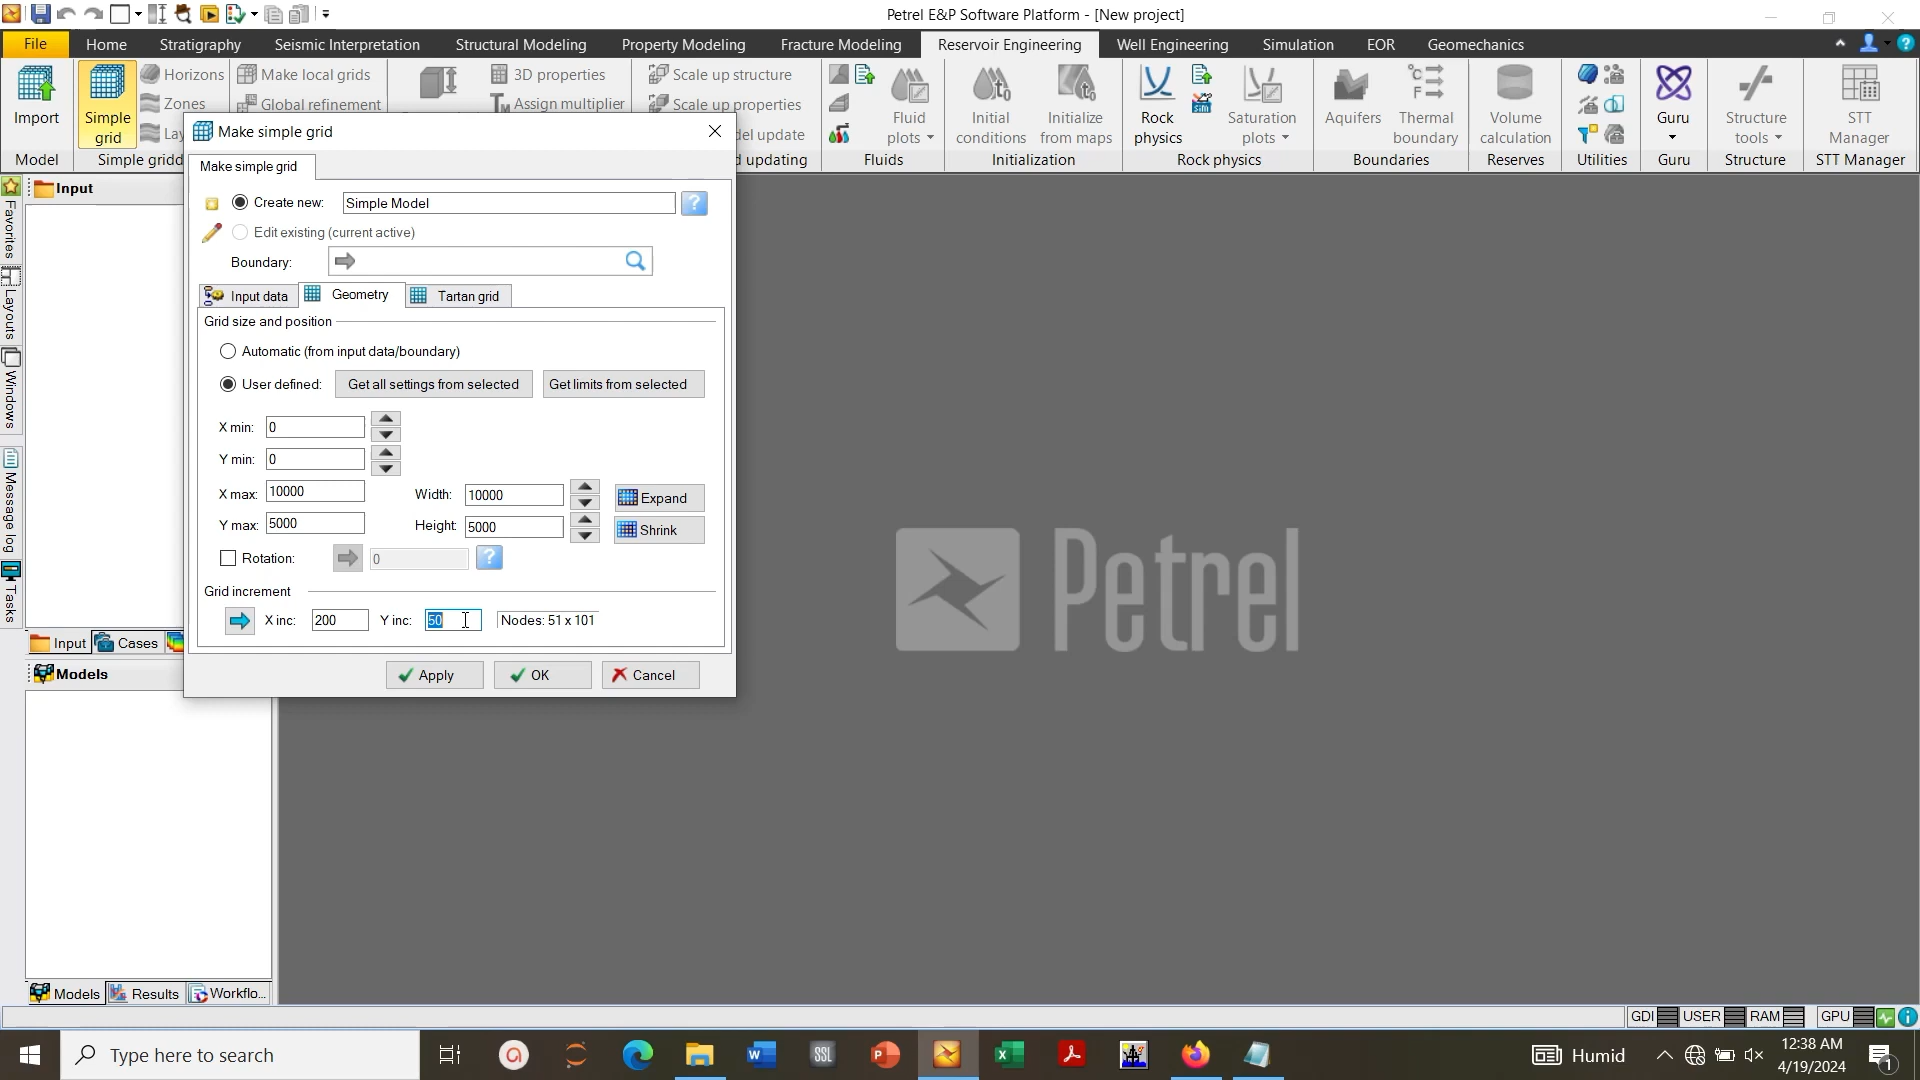 Petrel E&P Software Platform - [New project]
File Home Stratigraphy Seismic Interpretation Structural Modeling Property Modeling Fracture Modeling Reservoir Engineering Well Engineering Simulation EOR Geomechanics
Import
Model
Simple grid
Simple gridd
Horizons
Zones
Lay
Make local grids
Global refinement
3D properties
Assign multiplier
Scale up structure
Scale up properties
del update
d updating
Fluid plots
Fluids
Initial conditions
Initialize from maps
Initialization
Rock physics
Saturation plots
Rock physics
Aquifers
Thermal boundary
Boundaries
Volume calculation
Reserves
Utilities
Guru
Guru
Structure tools
Structure
STT Manager
STT Manager
Favorites
Layouts
Windows
Message log
Tasks
Input
Input Cases
Models
Models Results Workflo...
Make simple grid
Make simple grid
Create new: Simple Model
Edit existing (current active)
Boundary:
Input data Geometry Tartan grid
Grid size and position
Automatic (from input data/boundary)
User defined: Get all settings from selected Get limits from selected
X min: 0
Y min: 0
X max: 10000 Width: 10000 Expand
Y max: 5000 Height: 5000 Shrink
Rotation: 0
Grid increment
X inc: 200 Y inc: 50 Nodes: 51 x 101
Apply OK Cancel
Petrel
GDI USER RAM GPU
Type here to search
SSL
Humid
12:38 AM
4/19/2024
1